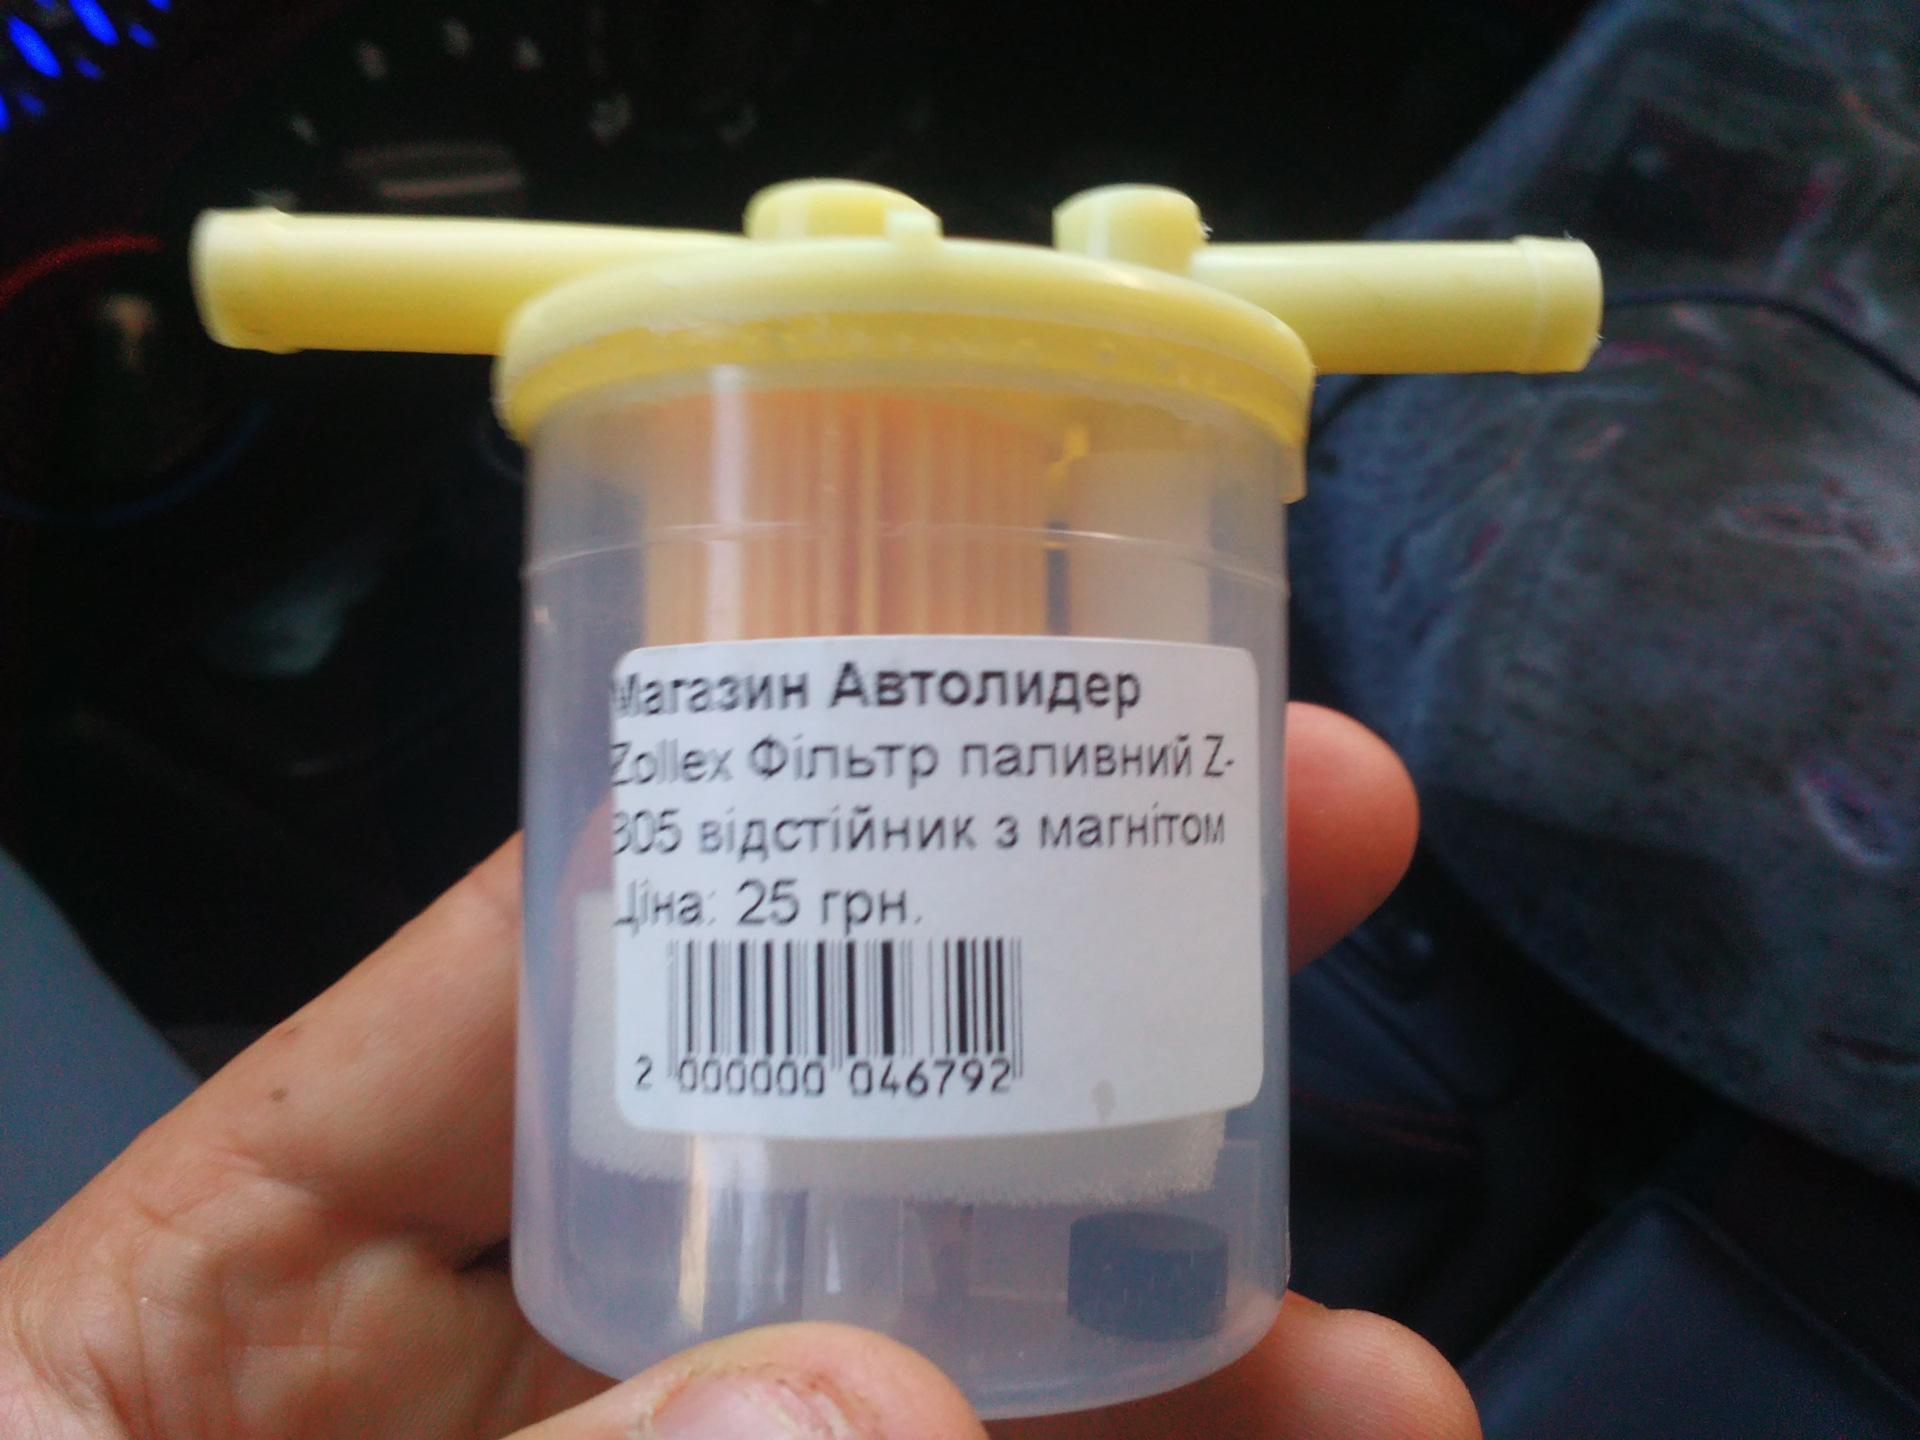 Магазин Автолидер
Zollex Фільтр паливний Z-
305 відстійник з магнітом
Ціна: 25 грн.
2 000000 046792